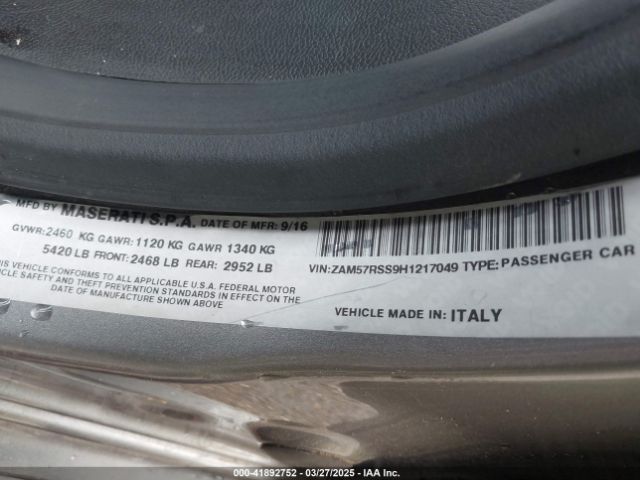 MFD BY MASERATI S.P.A. DATE OF MFR: 9/16
GVWR:2460 KG GAWR:1120 KG GAWR 1340 KG
5420 LB FRONT:2468 LB REAR: 2952 LB
THIS VEHICLE CONFORMS TO ALL APPLICABLE U.S.A. FEDERAL MOTOR
VEHICLE SAFETY AND THEFT PREVENTION STANDARDS IN EFFECT ON THE
DATE OF MANUFACTURE SHOWN ABOVE
VIN:ZAM57RSS9H1217049 TYPE: PASSENGER CAR
VEHICLE MADE IN: ITALY
000-41892752 — 03/27/2025 — IAA Inc.